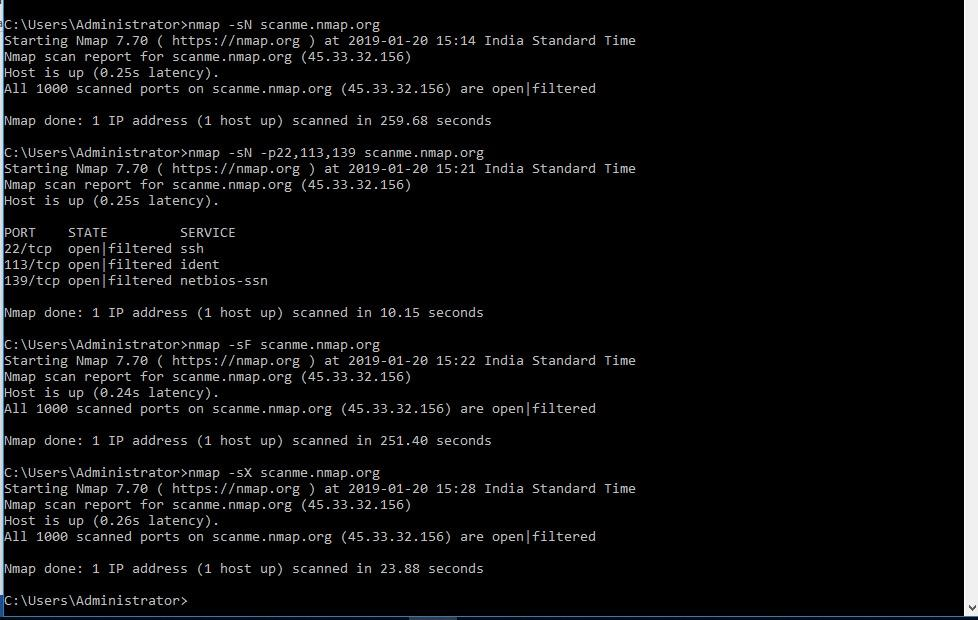 C:\Users\Administrator>nmap -sN scanme.nmap.org
Starting Nmap 7.70 ( https://nmap.org ) at 2019-01-20 15:14 India Standard Time
Nmap scan report for scanme.nmap.org (45.33.32.156)
Host is up (0.25s latency).
All 1000 scanned ports on scanme.nmap.org (45.33.32.156) are open|filtered
Nmap done: 1 IP address (1 host up) scanned in 259.68 seconds
C:\Users\Administrator>nmap -sN -p22,113,139 scanme.nmap.org
Starting Nmap 7.70 ( https://nmap.org ) at 2019-01-20 15:21 India Standard Time
Nmap scan report for scanme.nmap.org (45.33.32.156)
Host is up (0.25s latency).
PORT    STATE         SERVICE
22/tcp  open|filtered ssh
113/tcp open|filtered ident
139/tcp open|filtered netbios-ssn
Nmap done: 1 IP address (1 host up) scanned in 10.15 seconds
C:\Users\Administrator>nmap -sF scanme.nmap.org
Starting Nmap 7.70 ( https://nmap.org ) at 2019-01-20 15:22 India Standard Time
Nmap scan report for scanme.nmap.org (45.33.32.156)
Host is up (0.24s latency).
All 1000 scanned ports on scanme.nmap.org (45.33.32.156) are open|filtered
Nmap done: 1 IP address (1 host up) scanned in 251.40 seconds
C:\Users\Administrator>nmap -sX scanme.nmap.org
Starting Nmap 7.70 ( https://nmap.org ) at 2019-01-20 15:28 India Standard Time
Nmap scan report for scanme.nmap.org (45.33.32.156)
Host is up (0.26s latency).
All 1000 scanned ports on scanme.nmap.org (45.33.32.156) are open|filtered
Nmap done: 1 IP address (1 host up) scanned in 23.88 seconds
C:\Users\Administrator>